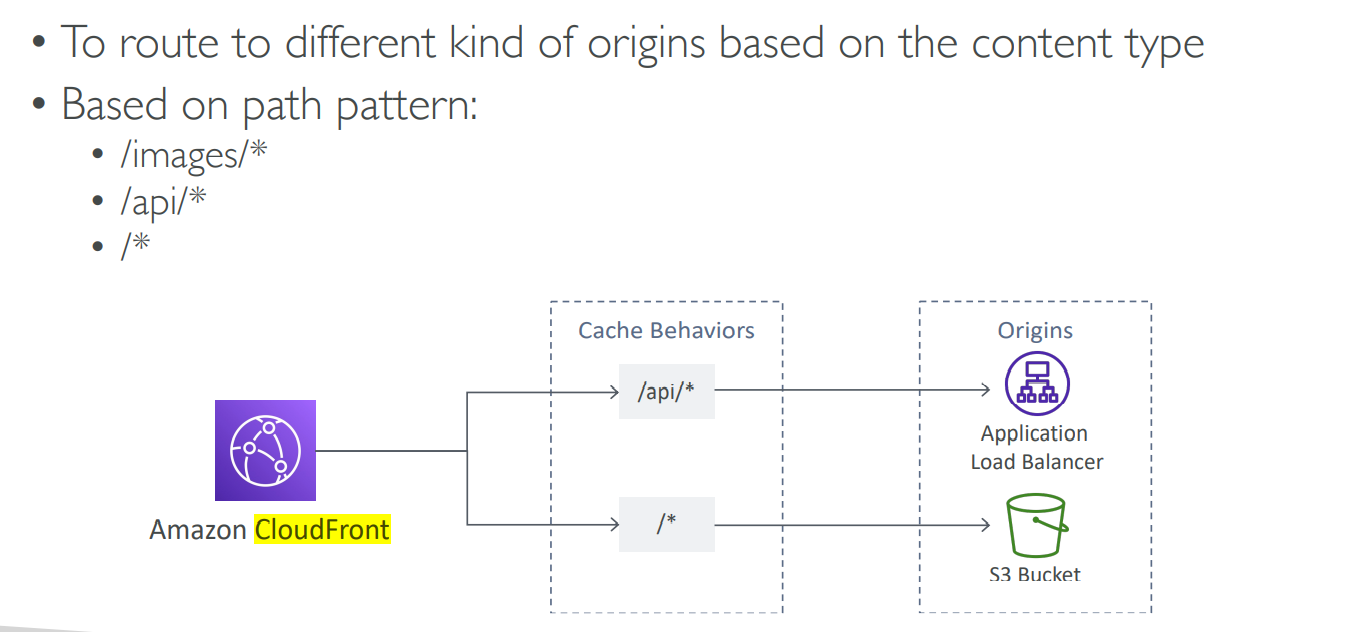 • To route to different kind of origins based on the content type
• Based on path pattern:
• /images/*
• /api/*
• /*
Cache Behaviors
Origins
/api/*
Application
Load Balancer
/*
Amazon CloudFront
S3 Bucket